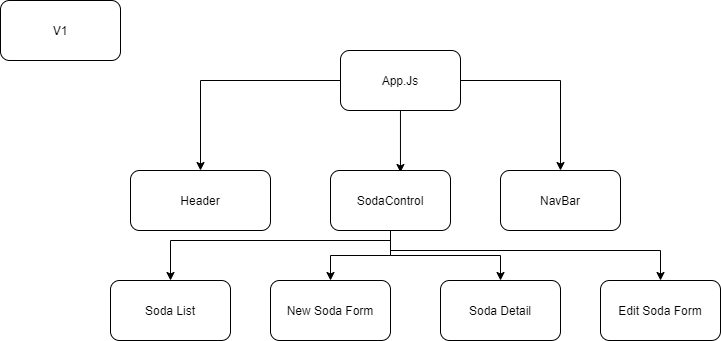 V1
App.Js
Header
SodaControl
NavBar
Soda List
New Soda Form
Soda Detail
Edit Soda Form